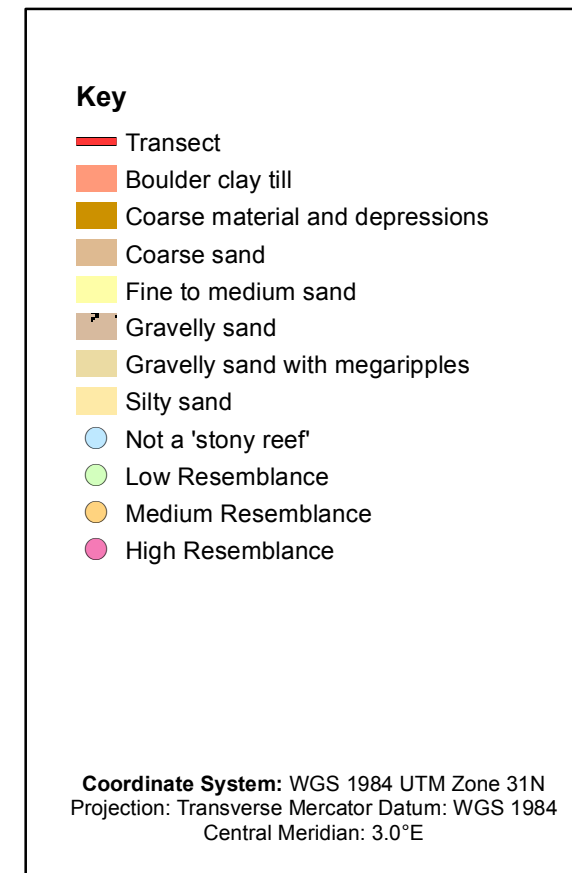 Key
Transect
Boulder clay till
Coarse material and depressions
Coarse sand
Fine to medium sand
Gravelly sand
Gravelly sand with megaripples
Silty sand
Not a 'stony reef'
Low Resemblance
Medium Resemblance
High Resemblance
Coordinate System: WGS 1984 UTM Zone 31N
Projection: Transverse Mercator Datum: WGS 1984
Central Meridian: 3.0°E